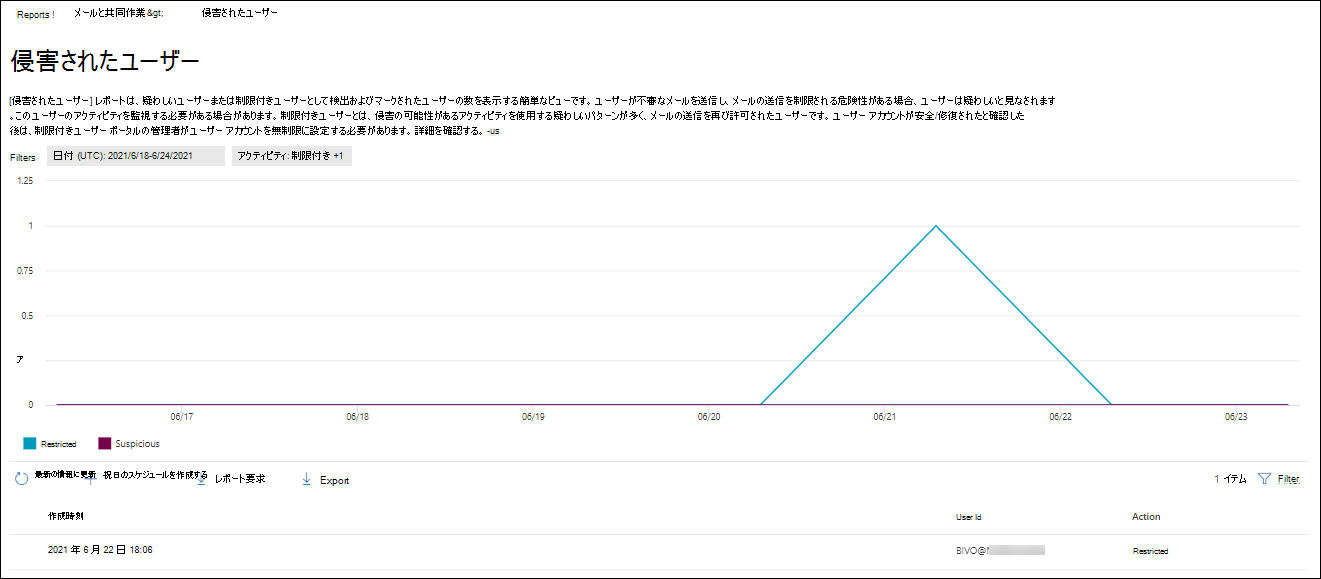 Reports ! メールと共同作業 &gt; 侵害されたユーザー
侵害されたユーザー
[侵害されたユーザー] レポートは、疑わしいユーザーまたは制限付きユーザーとして検出およびマークされたユーザーの数を表示する簡単なビューです。ユーザーが不審なメールを送信し、メールの送信を制限される危険性がある場合、ユーザーは疑わしいと見なされます
。このユーザーのアクティビティを監視する必要がある場合があります。制限付きユーザーとは、侵害の可能性があるアクティビティを使用する疑わしいパターンが多く、メールの送信を再び許可されたユーザーです。ユーザー アカウントが安全/修復されたと確認した
後は、制限付きユーザー ポータルの管理者がユーザー アカウントを無制限に設定する必要があります。詳細を確認する。-us
Filters 日付 (UTC): 2021/6/18-6/24/2021 アクティビティ: 制限付き +1
1.25
1
0.75
0.5
ア
0
06/17 06/18 06/19 06/20 06/21 06/22 06/23
Restricted Suspicious
最新の情報に更新 祝日のスケジュールを作成する レポート要求 Export 1 イテム Filter
作成時刻 User Id Action
2021 年 6 月 22 日 18:06 BIVO@ Restricted